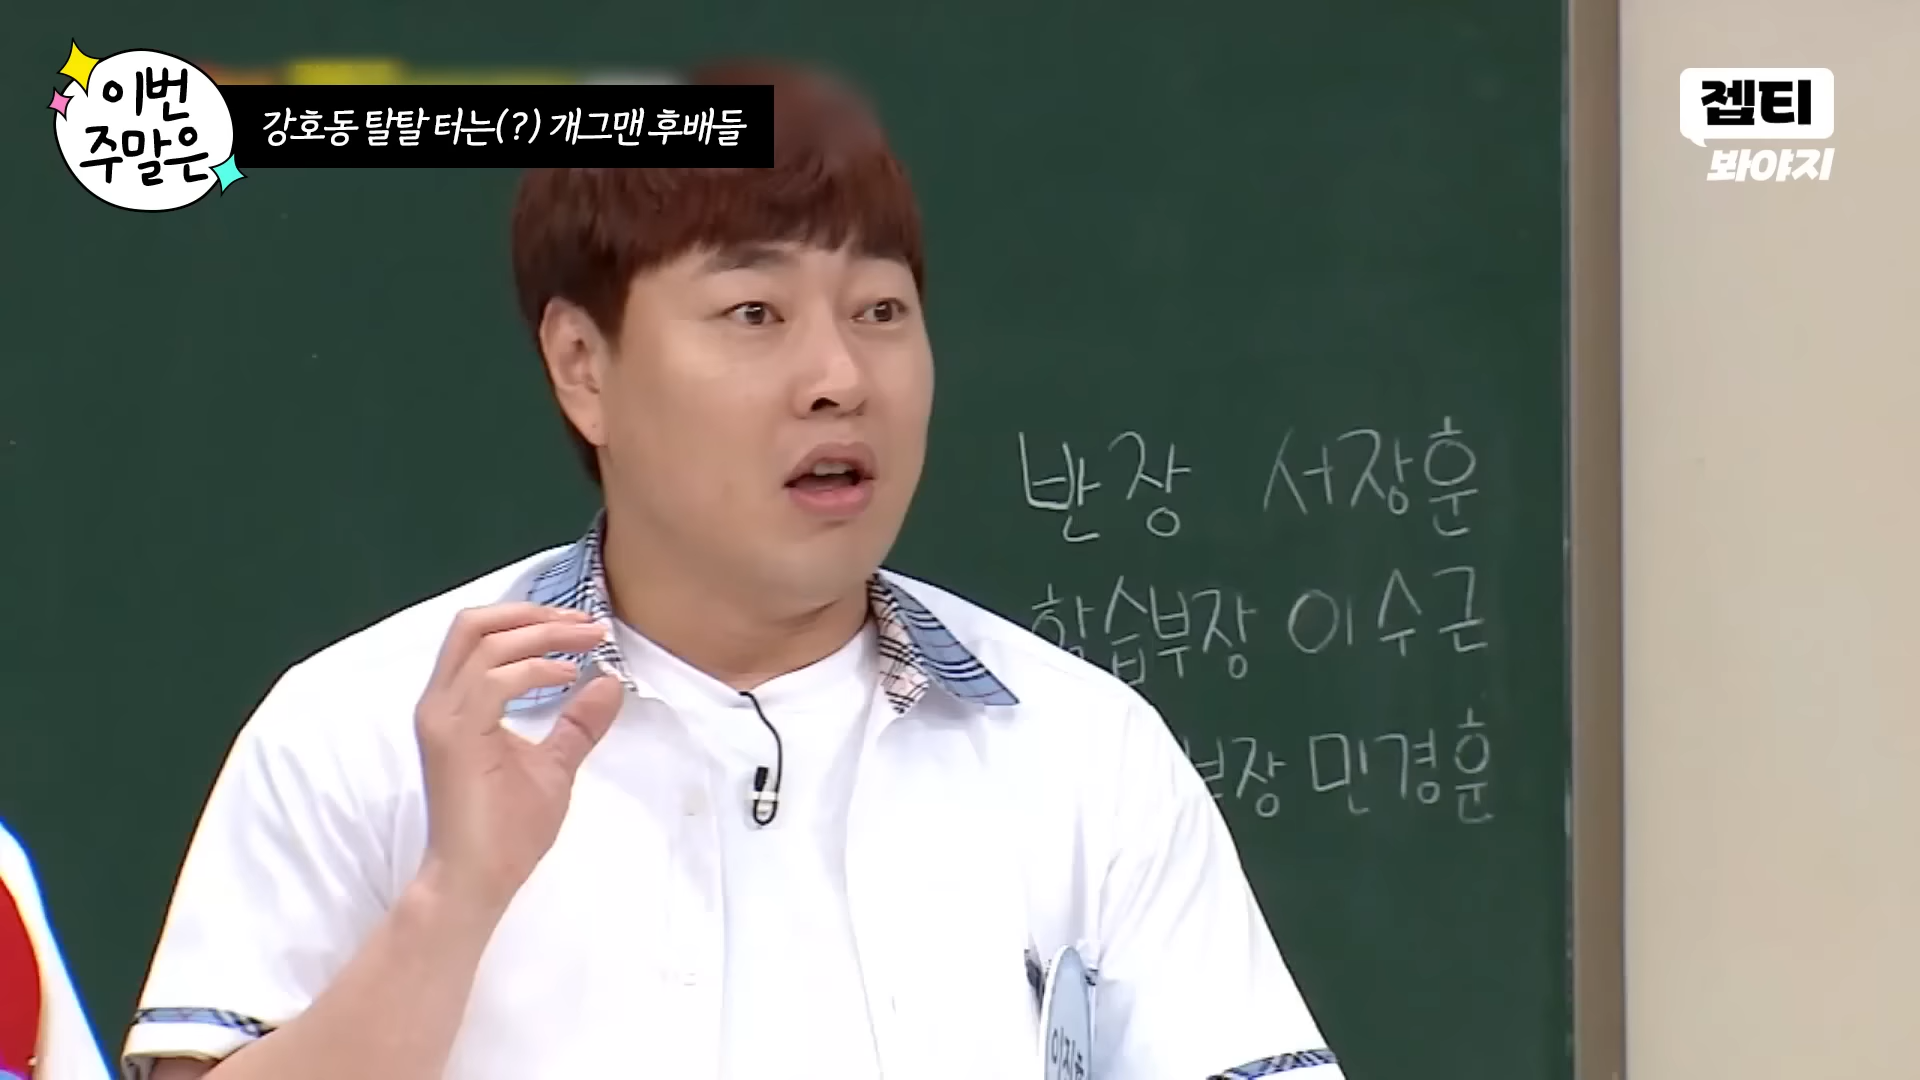 이번
주말은
강호동 탈탈 터는(?) 개그맨 후배들
젭티
봐야지
반장 서장훈
학습부장 이수근
부장 민경훈